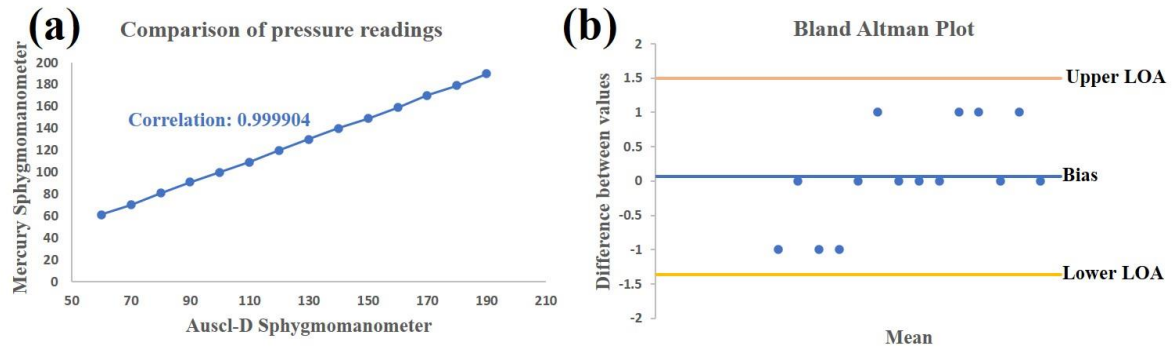 (a)
Comparison of pressure readings
Mercury Sphygmomanometer
200
180
160
140
120
100
80
60
40
20
0
Correlation: 0.999904
50 70 90 110 130 150 170 190 210
Auscl-D Sphygmomanometer
(b)
Bland Altman Plot
Difference between values
2
1.5
1
0.5
0
-0.5
-1
-1.5
-2
Upper LOA
Bias
Lower LOA
Mean